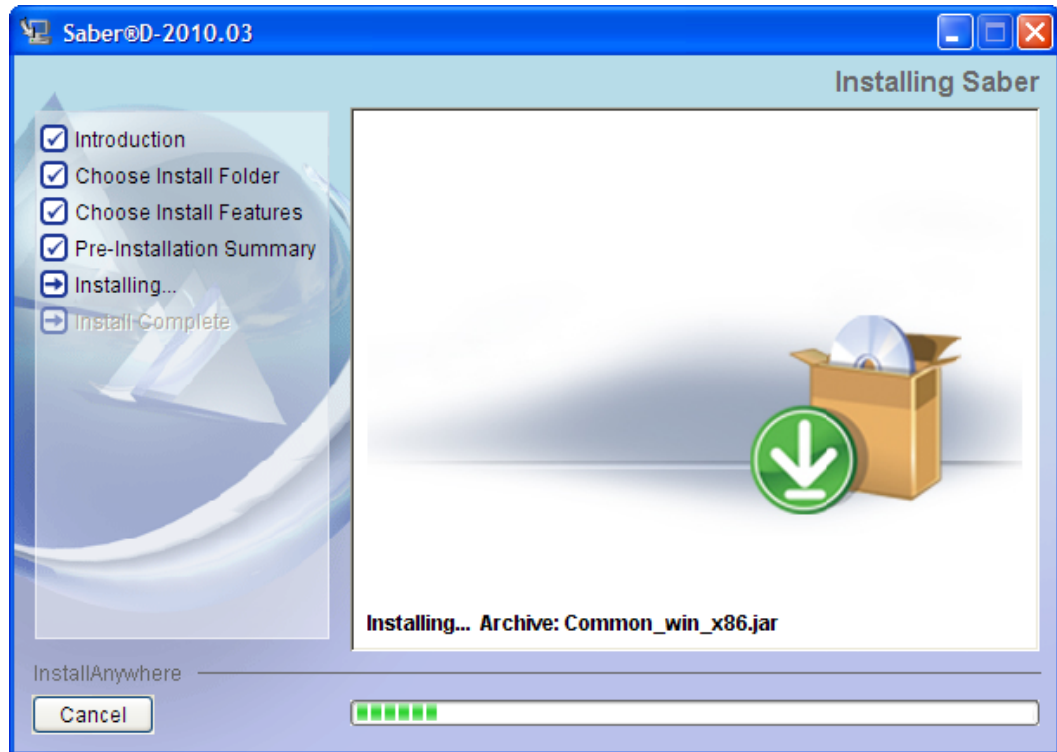 Saber®D-2010.03
Installing Saber
Introduction
Choose Install Folder
Choose Install Features
Pre-Installation Summary
Installing...
Install Complete
Installing... Archive: Common_win_x86.jar
InstallAnywhere
Cancel